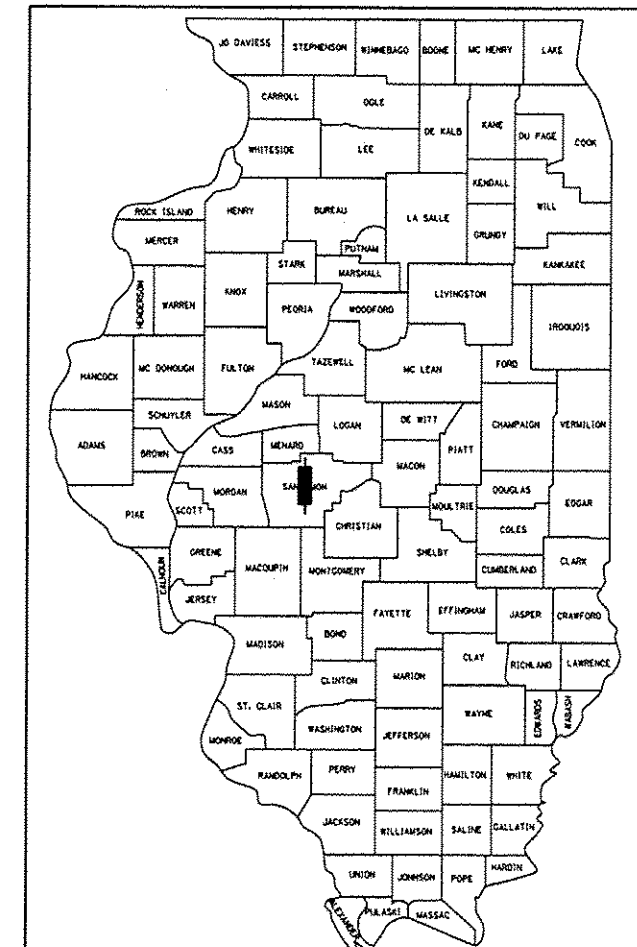 JO DAVIESS
STEPHENSON
WINNEBAGO
BOONE
MC HENRY
LAKE
CARROLL
OGLE
DE KALB
KANE
DU PAGE
COOK
WHITESIDE
LEE
KENDALL
WILL
ROCK ISLAND
HENRY
BUREAU
LA SALLE
GRUNDY
MERCER
PUTNAM
KANKAKEE
STARK
MARSHALL
HENDERSON
WARREN
KNOX
PEORIA
WOODFORD
LIVINGSTON
IROQUOIS
HANCOCK
MC DONOUGH
FULTON
TAZEWELL
MC LEAN
FORD
SCHUYLER
MASON
ADAMS
BROWN
CASS
MENARD
LOGAN
DE WITT
PIATT
CHAMPAIGN
VERMILION
MACON
PIKE
SCOTT
MORGAN
SAN MON
CHRISTIAN
MOULTRIE
DOUGLAS
EDGAR
COLES
SHELBY
CALHOUN
GREENE
MACOUPIN
MONTGOMERY
CUMBERLAND
CLARK
JERSEY
FAYETTE
EFFINGHAM
JASPER
CRAWFORD
MADISON
BOND
CLAY
RICHLAND
LAWRENCE
CLINTON
MARION
ST. CLAIR
WAYNE
EDWARDS
WABASH
MONROE
WASHINGTON
JEFFERSON
RANDOLPH
PERRY
HAMILTON
WHITE
FRANKLIN
JACKSON
WILLIAMSON
SALINE
GALLATIN
UNION
JOHNSON
POPE
HARDIN
ALEXANDER
PULASKI
MASSAC